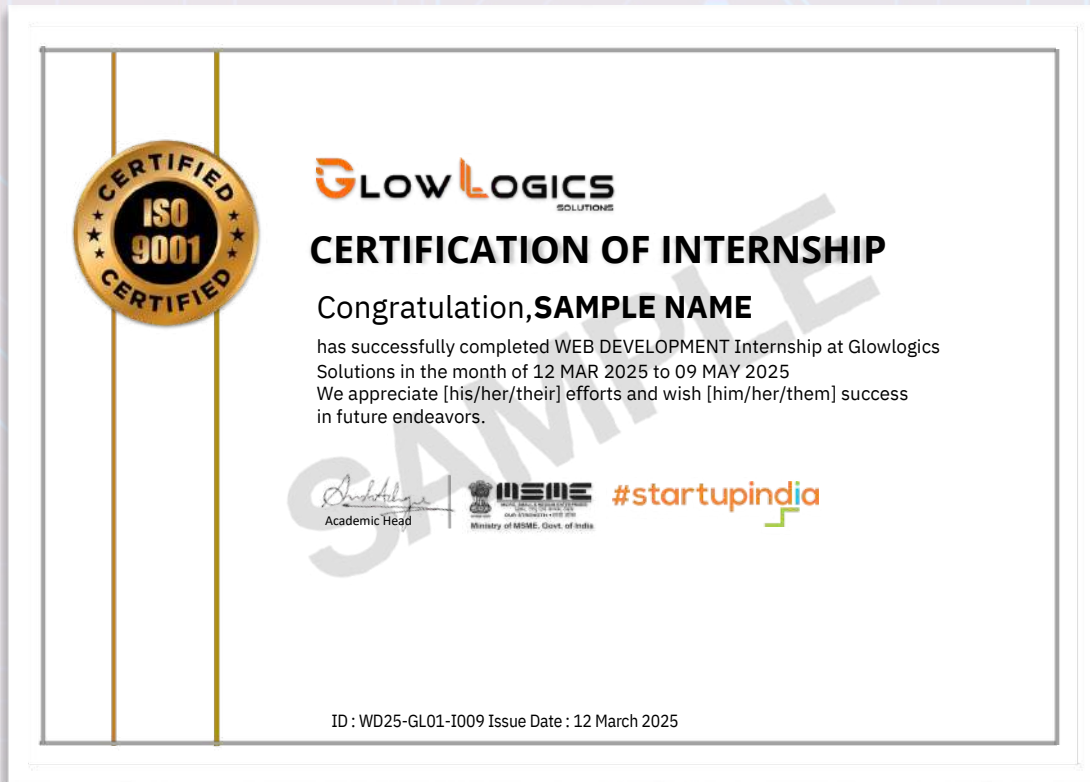 CERTIFIED
ISO
9001
CERTIFIED
GLOW LOGICS
SOLUTIONS
CERTIFICATION OF INTERNSHIP
Congratulation,SAMPLE NAME
has successfully completed WEB DEVELOPMENT Internship at Glowlogics
Solutions in the month of 12 MAR 2025 to 09 MAY 2025
We appreciate [his/her/their] efforts and wish [him/her/them] success
in future endeavors.
SAMPLE
Academic Head
MSME
Ministry of MSME, Govt. of India
#startupindia
ID : WD25-GL01-I009 Issue Date : 12 March 2025